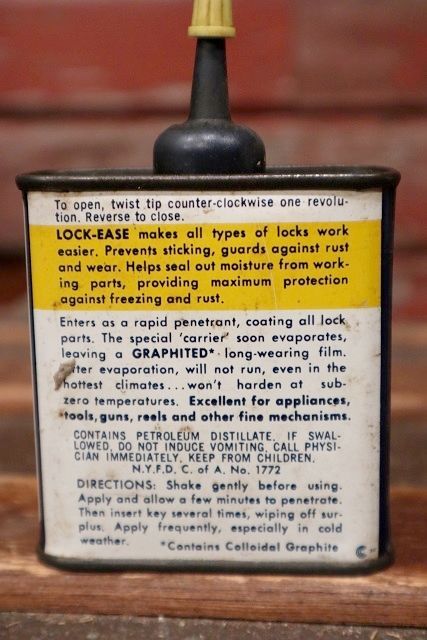 To open, twist tip counter-clockwise one revolu-
tion. Reverse to close.
LOCK-EASE makes all types of locks work
easier. Prevents sticking, guards against rust
and wear. Helps seal out moisture from work-
ing parts, providing maximum protection
against freezing and rust.
Enters as a rapid penetrant, coating all lock
parts. The special 'carrier' soon evaporates,
leaving a GRAPHITED* long-wearing film.
After evaporation, will not run, even in the
hottest climates...won't harden at sub-
zero temperatures. Excellent for appliances,
tools, guns, reels and other fine mechanisms.
CONTAINS PETROLEUM DISTILLATE. IF SWAL-
LOWED, DO NOT INDUCE VOMITING. CALL PHYSI-
CIAN IMMEDIATELY. KEEP FROM CHILDREN.
N.Y.F.D. C. of A. No. 1772
DIRECTIONS: Shake gently before using.
Apply and allow a few minutes to penetrate.
Then insert key several times, wiping off sur-
plus. Apply frequently, especially in cold
weather. *Contains Colloidal Graphite